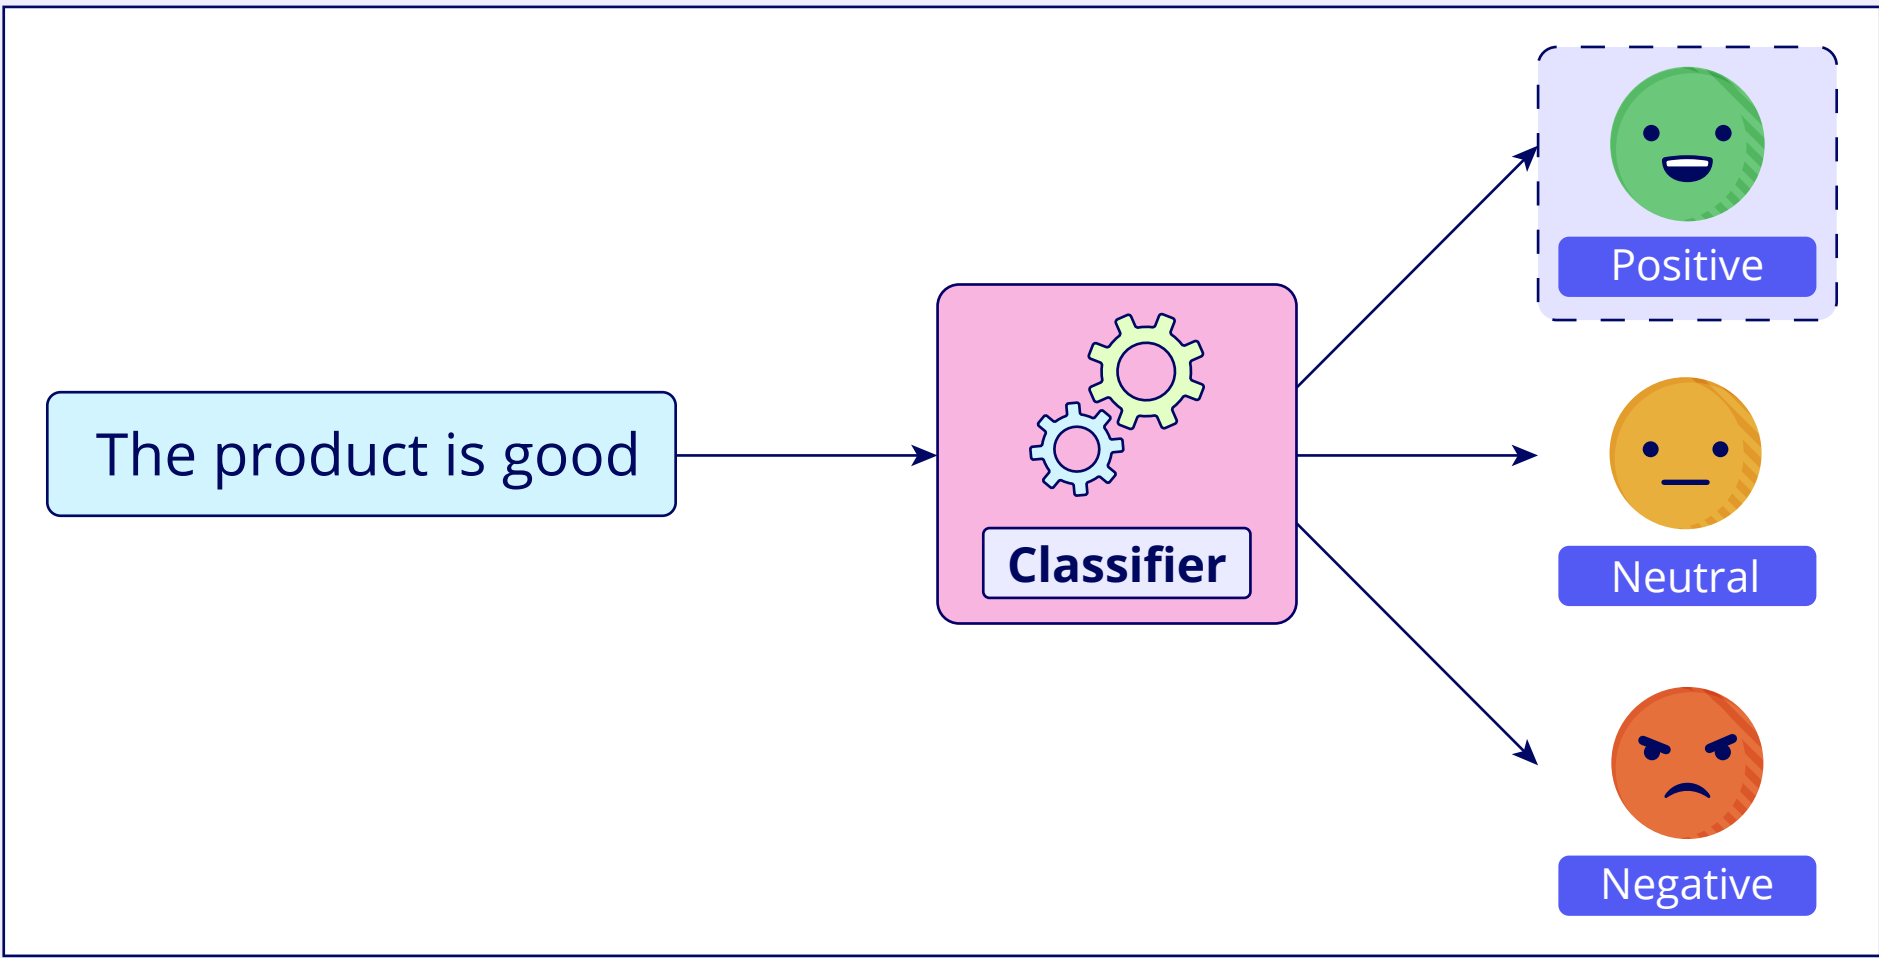 The product is good
Classifier
Positive
Neutral
Negative